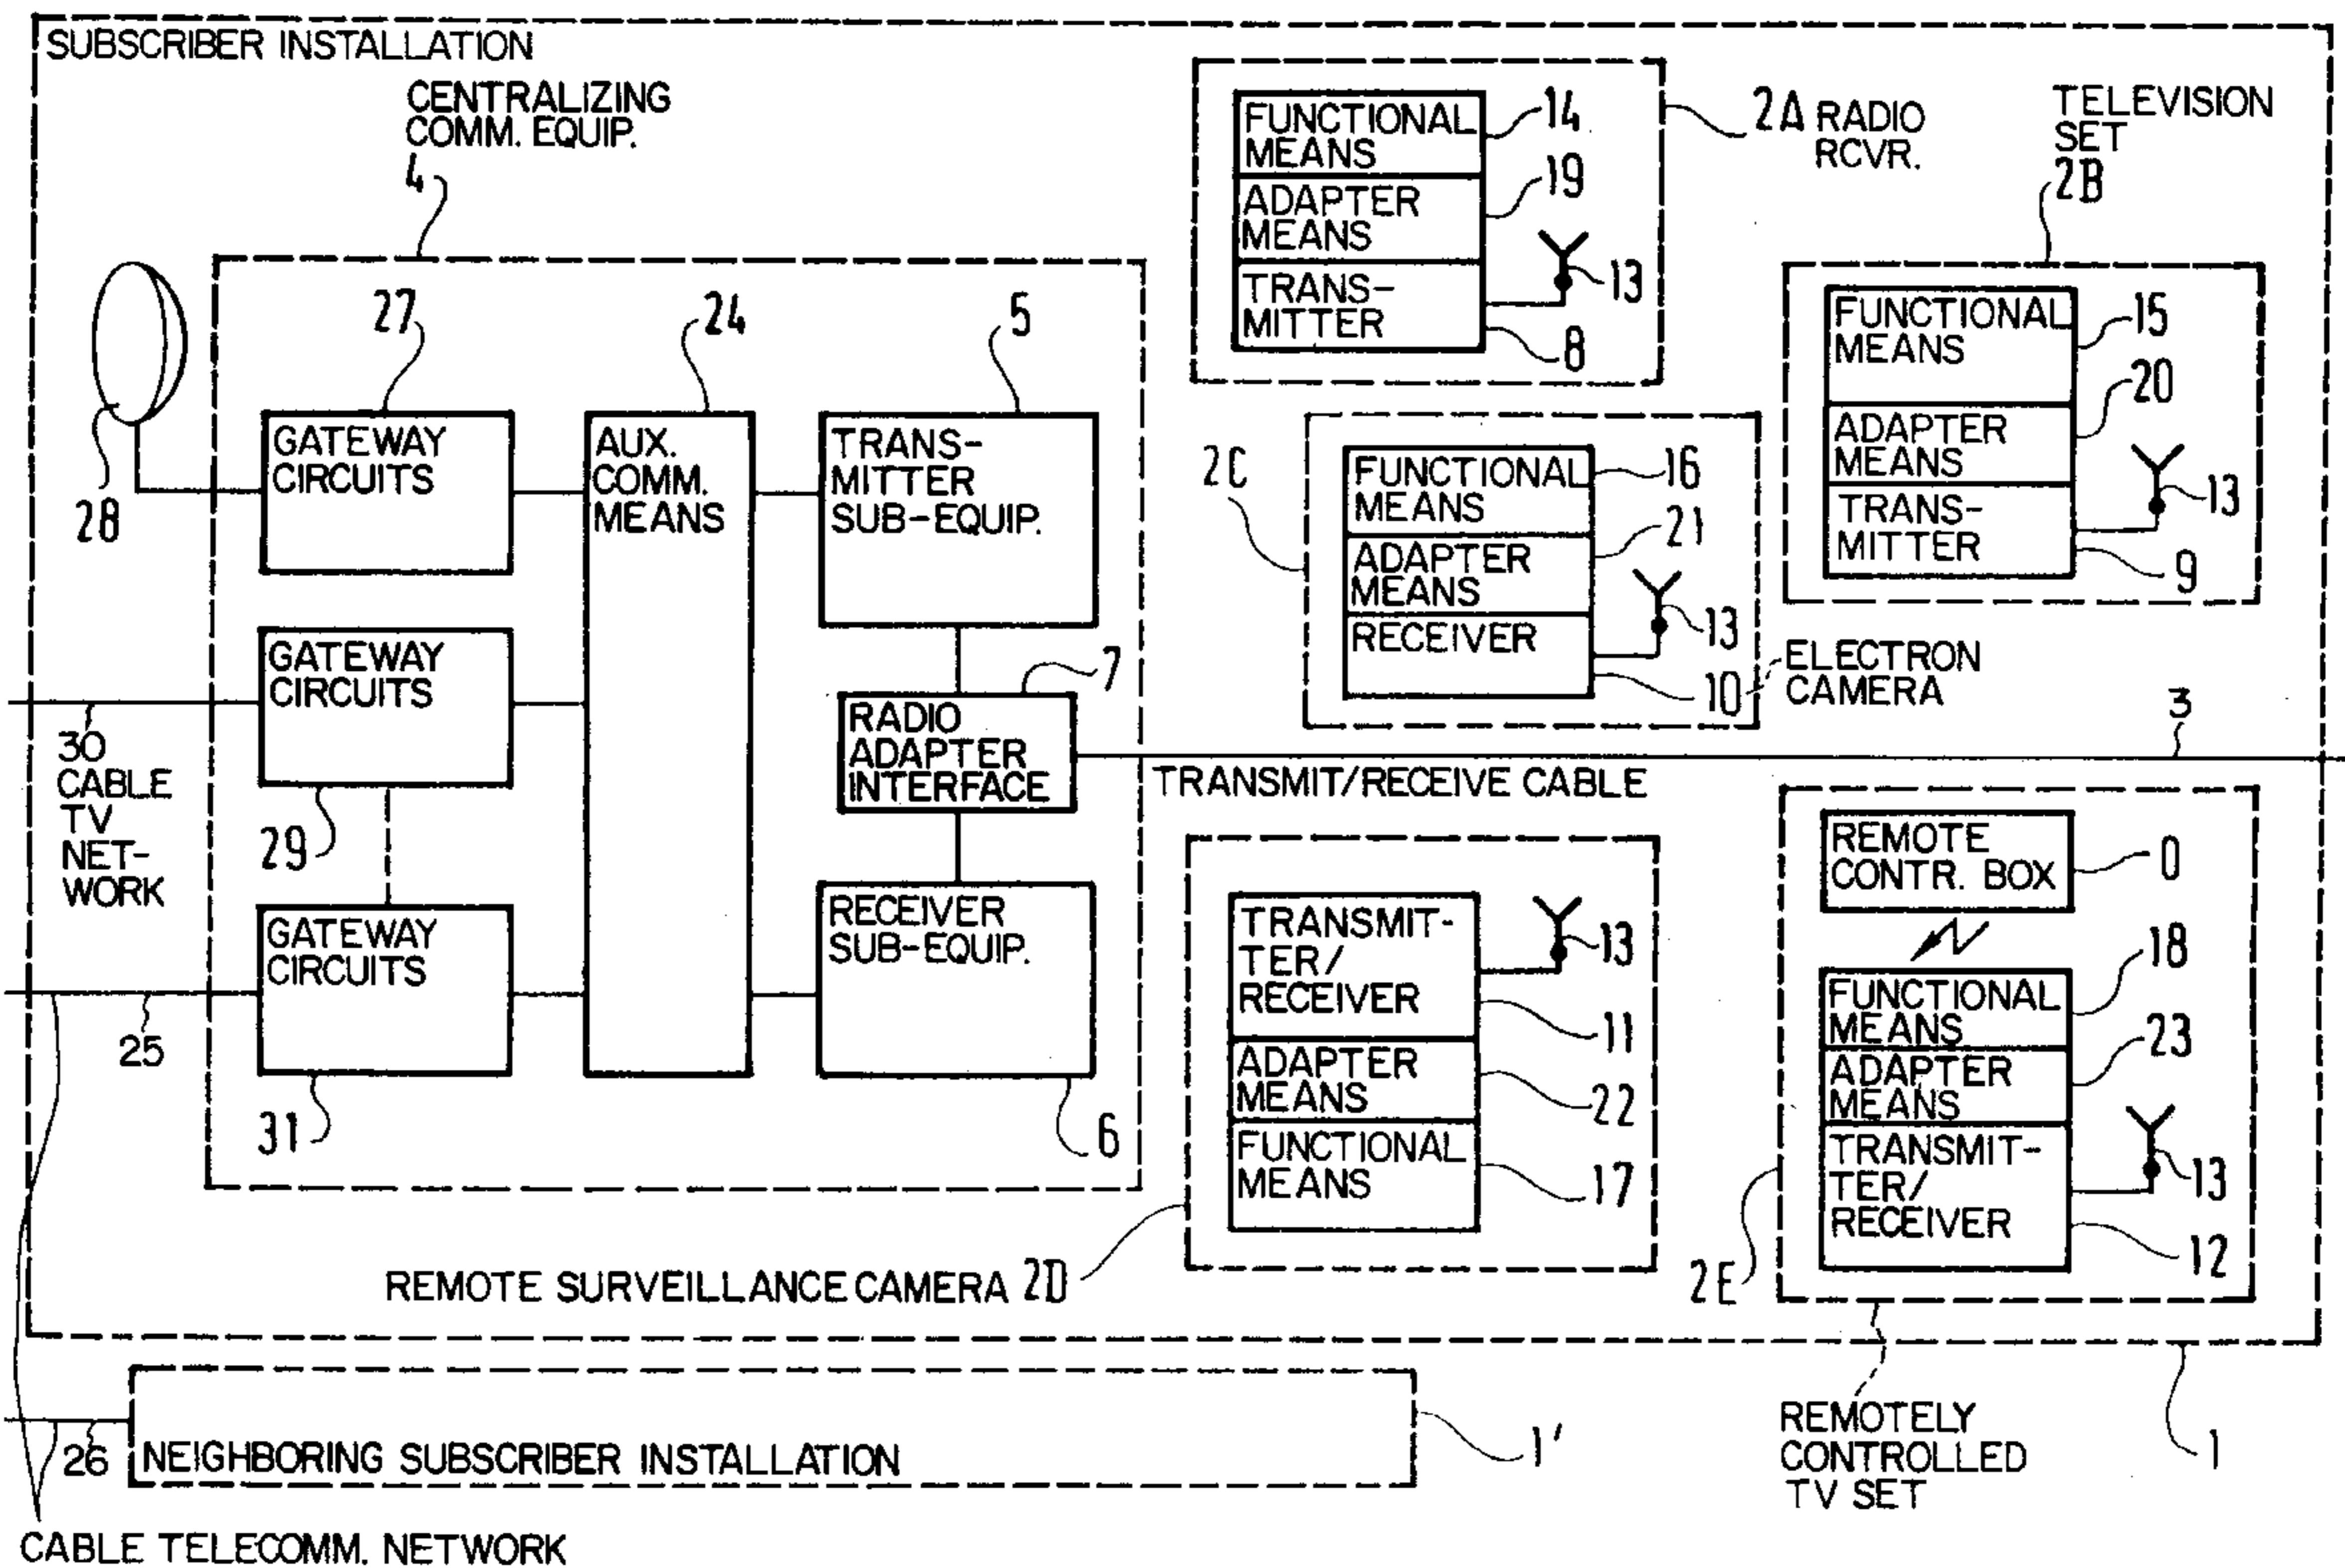 SUBSCRIBER INSTALLATION
CENTRALIZING
COMM. EQUIP.
4
27
24
5
28
GATEWAY
CIRCUITS
AUX.
COMM.
MEANS
TRANS-
MITTER
SUB-EQUIP.
GATEWAY
CIRCUITS
7
RADIO
ADAPTER
INTERFACE
30
CABLE
TV
NET-
WORK
29
GATEWAY
CIRCUITS
RECEIVER
SUB-EQUIP.
25
31
6
FUNCTIONAL
MEANS
14
ADAPTER
MEANS
19
TRANS-
MITTER
13
8
2A RADIO
RCVR.
TELEVISION
SET
2B
FUNCTIONAL
MEANS
15
ADAPTER
MEANS
20
TRANS-
MITTER
13
9
2C
FUNCTIONAL
MEANS
16
ADAPTER
MEANS
21
RECEIVER
13
10
ELECTRON
CAMERA
3
TRANSMIT/RECEIVE CABLE
TRANSMIT-
TER/
RECEIVER
13
11
ADAPTER
MEANS
22
FUNCTIONAL
MEANS
17
REMOTE SURVEILLANCE CAMERA 2D
REMOTE
CONTR. BOX
0
FUNCTIONAL
MEANS
18
ADAPTER
MEANS
23
TRANSMIT-
TER/
RECEIVER
13
12
2E
REMOTELY
CONTROLLED
TV SET
1
26
NEIGHBORING SUBSCRIBER INSTALLATION
1'
CABLE TELECOMM. NETWORK